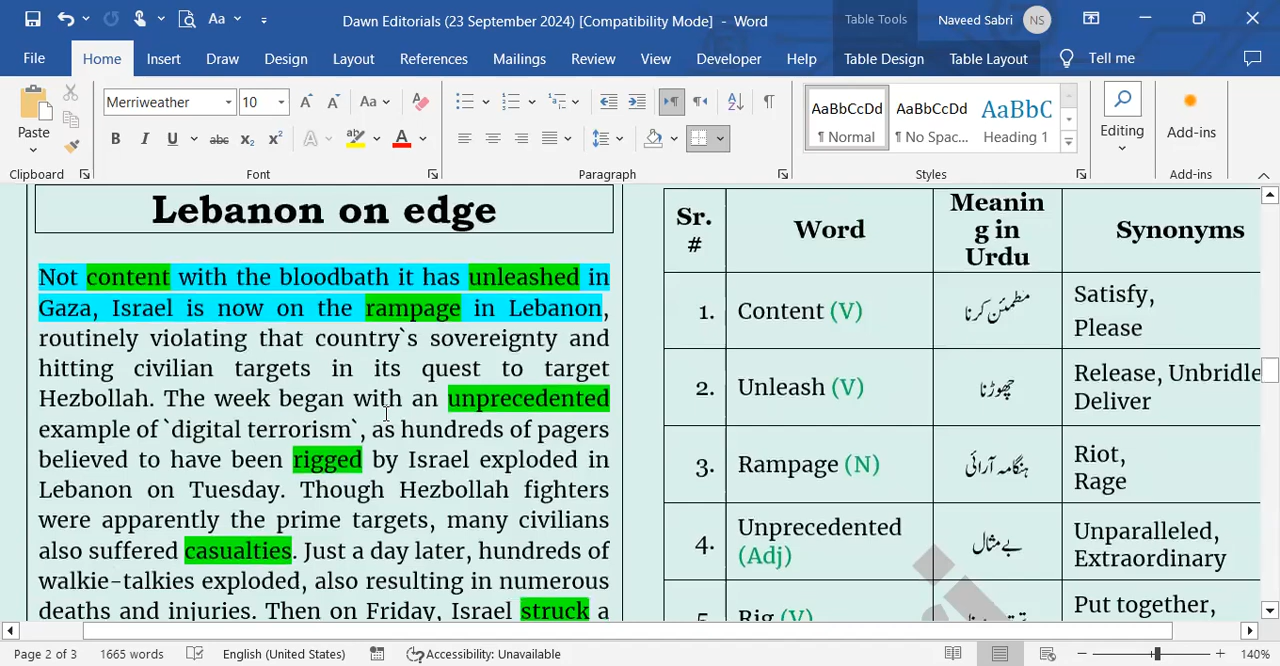 Dawn Editorials (23 September 2024) [Compatibility Mode] - Word
Table Tools
Naveed Sabri
NS
File
Home
Insert
Draw
Design
Layout
References
Mailings
Review
View
Developer
Help
Table Design
Table Layout
Tell me
Paste
Merriweather
10
Aa
B I U abc x₂ x² A A
AaBbCcDd
¶ Normal
AaBbCcDd
¶ No Spac...
AaBbC
Heading 1
Editing
Add-ins
Clipboard
Font
Paragraph
Styles
Add-ins
Lebanon on edge
Not content with the bloodbath it has unleashed in
Gaza, Israel is now on the rampage in Lebanon,
routinely violating that country`s sovereignty and
hitting civilian targets in its quest to target
Hezbollah. The week began with an unprecedented
example of `digital terrorism`, as hundreds of pagers
believed to have been rigged by Israel exploded in
Lebanon on Tuesday. Though Hezbollah fighters
were apparently the prime targets, many civilians
also suffered casualties. Just a day later, hundreds of
walkie-talkies exploded, also resulting in numerous
deaths and injuries. Then on Friday, Israel struck a
Sr. #
Word
Meanin
g in
Urdu
Synonyms
1.
Content (V)
مطمئن کرنا
Satisfy,
Please
2.
Unleash (V)
چھوڑنا
Release, Unbridle
Deliver
3.
Rampage (N)
ہنگامہ آرائی
Riot,
Rage
4.
Unprecedented
(Adj)
بے مثال
Unparalleled,
Extraordinary
5.
Rig (V)
Put together,
Page 2 of 3
1665 words
English (United States)
Accessibility: Unavailable
140%